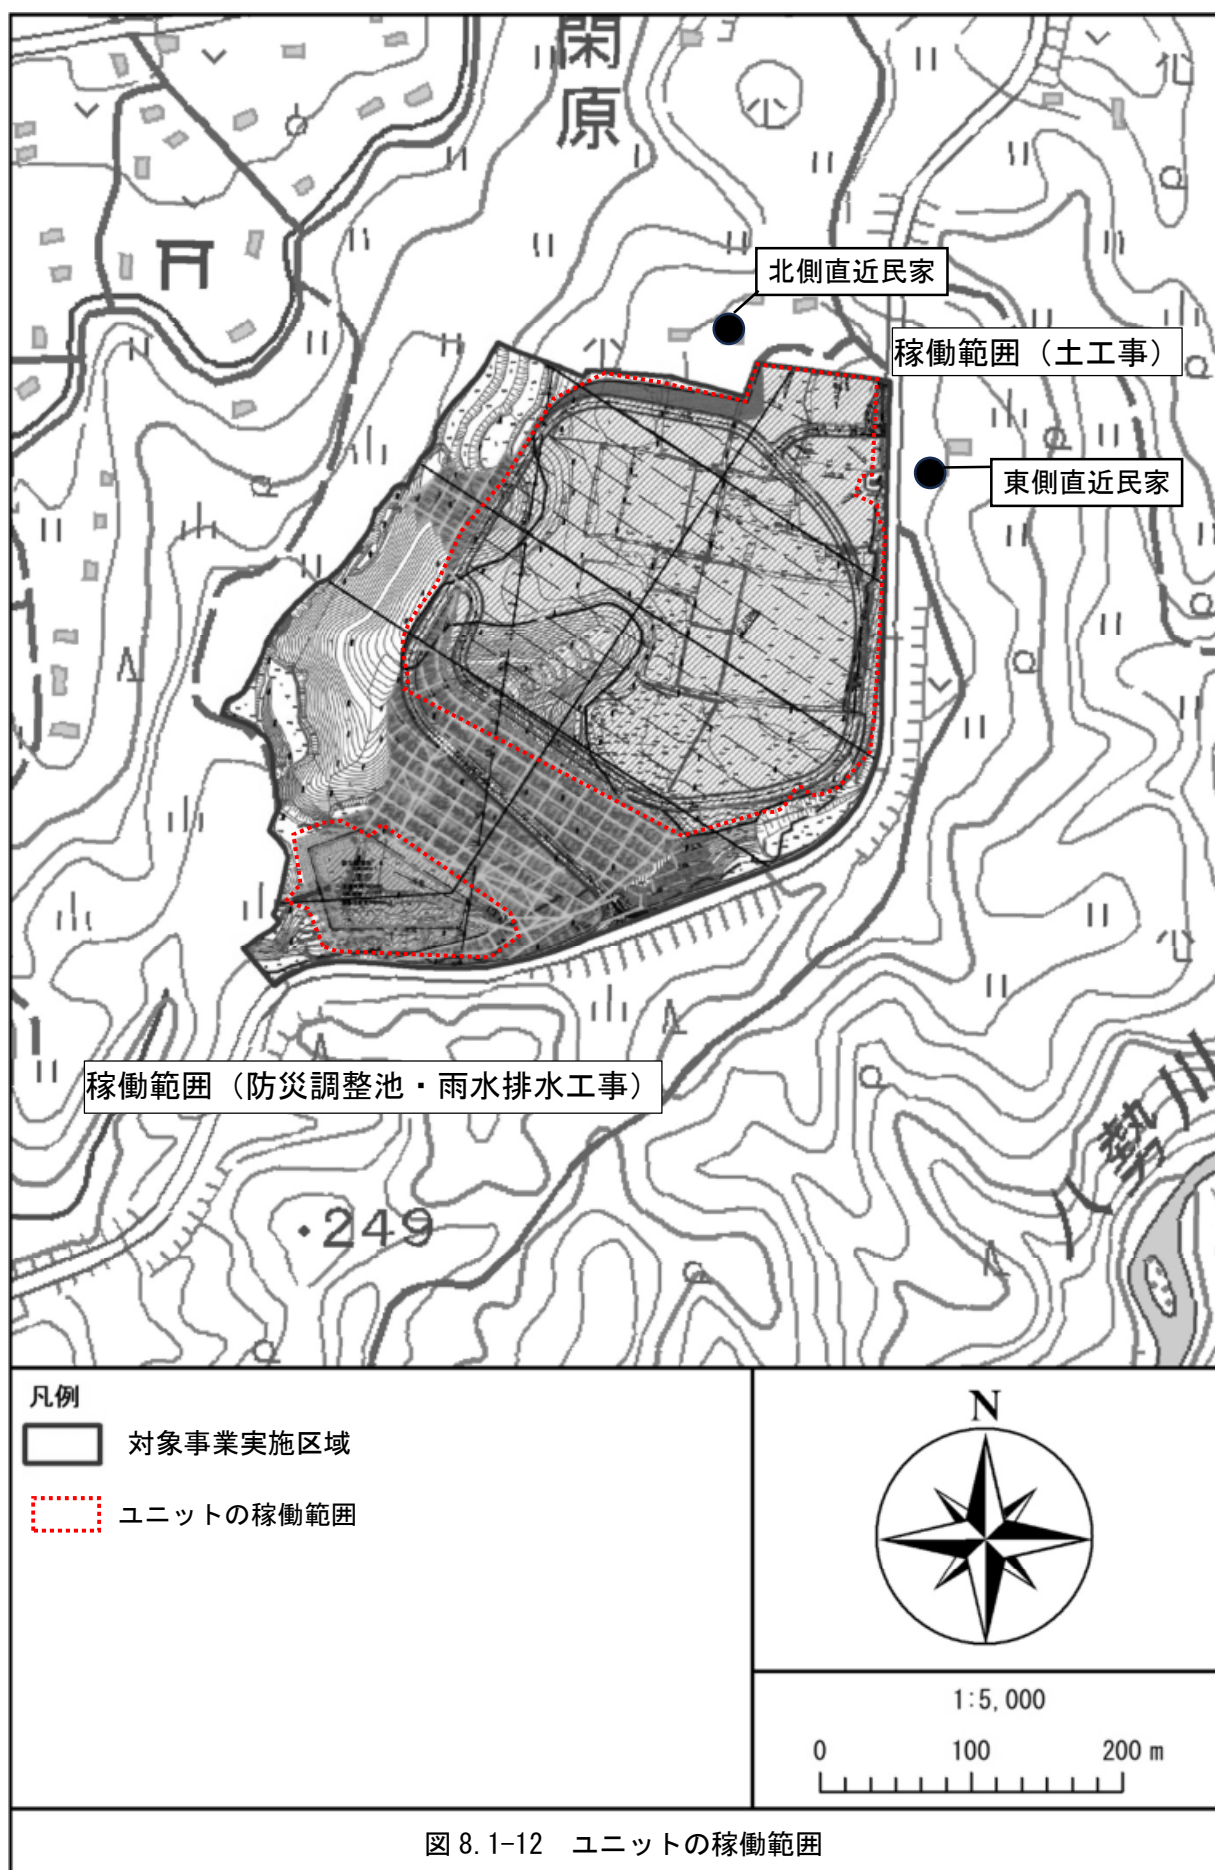 閑原
北側直近民家
稼働範囲（土工事）
東側直近民家
稼働範囲（防災調整池・雨水排水工事）
八勢川
249
凡例
対象事業実施区域
ユニットの稼働範囲
N
1:5,000
0 100 200 m
図 8.1-12 ユニットの稼働範囲